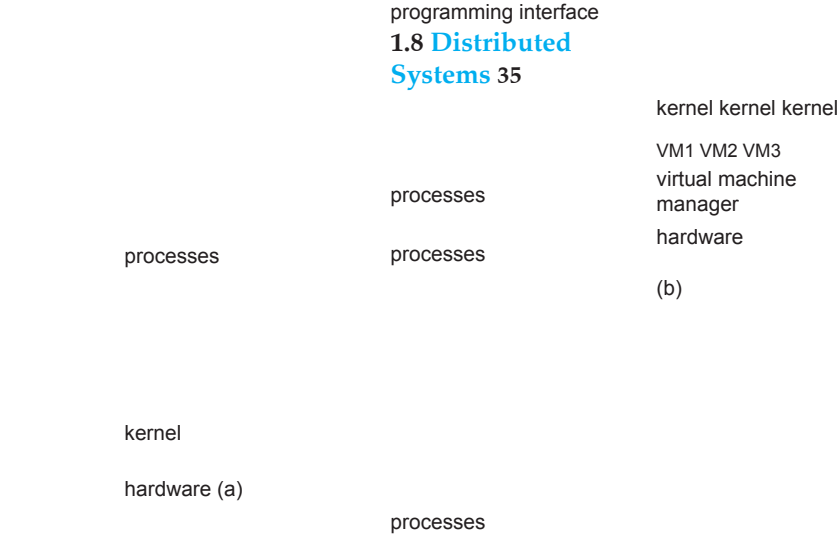 programming interface
1.8 Distributed
Systems 35
kernel kernel kernel
VM1 VM2 VM3
virtual machine
manager
hardware
(b)
processes
processes
processes
kernel
hardware (a)
processes